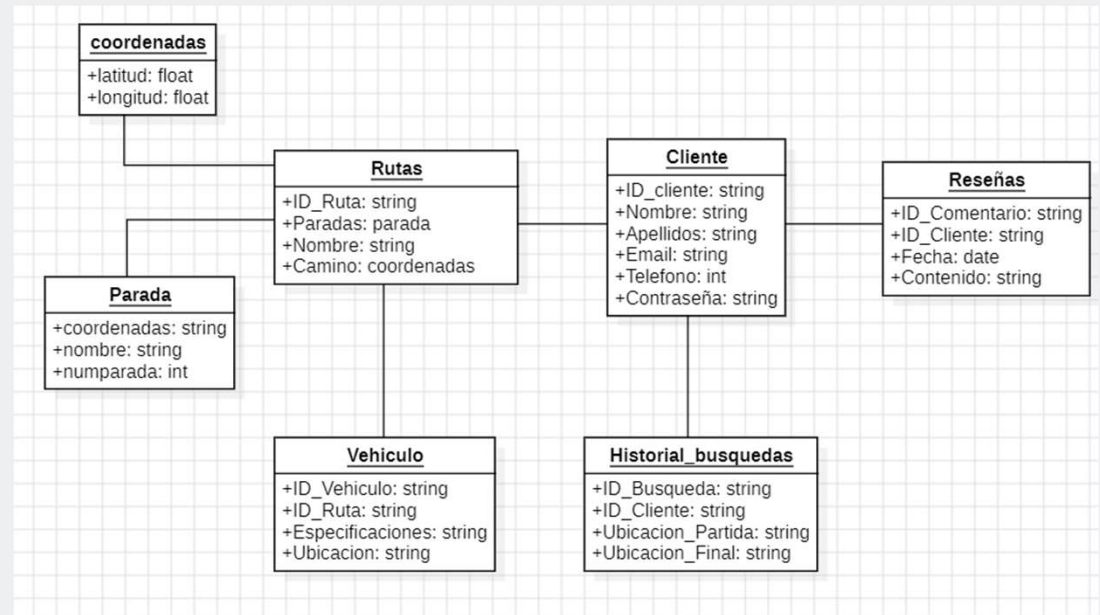 coordenadas
+latitud: float
+longitud: float
Rutas
+ID_Ruta: string
+Paradas: parada
+Nombre: string
+Camino: coordenadas
Cliente
+ID_cliente: string
+Nombre: string
+Apellidos: string
+Email: string
+Telefono: int
+Contraseña: string
Reseñas
+ID_Comentario: string
+ID_Cliente: string
+Fecha: date
+Contenido: string
Parada
+coordenadas: string
+nombre: string
+numparada: int
Vehiculo
+ID_Vehiculo: string
+ID_Ruta: string
+Especificaciones: string
+Ubicacion: string
Historial_busquedas
+ID_Busqueda: string
+ID_Cliente: string
+Ubicacion_Partida: string
+Ubicacion_Final: string